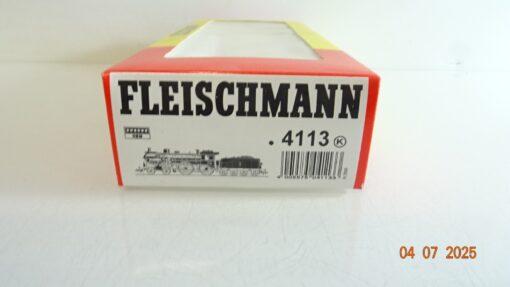 FLEISCHMANN
. 4113 K
04 07 2025